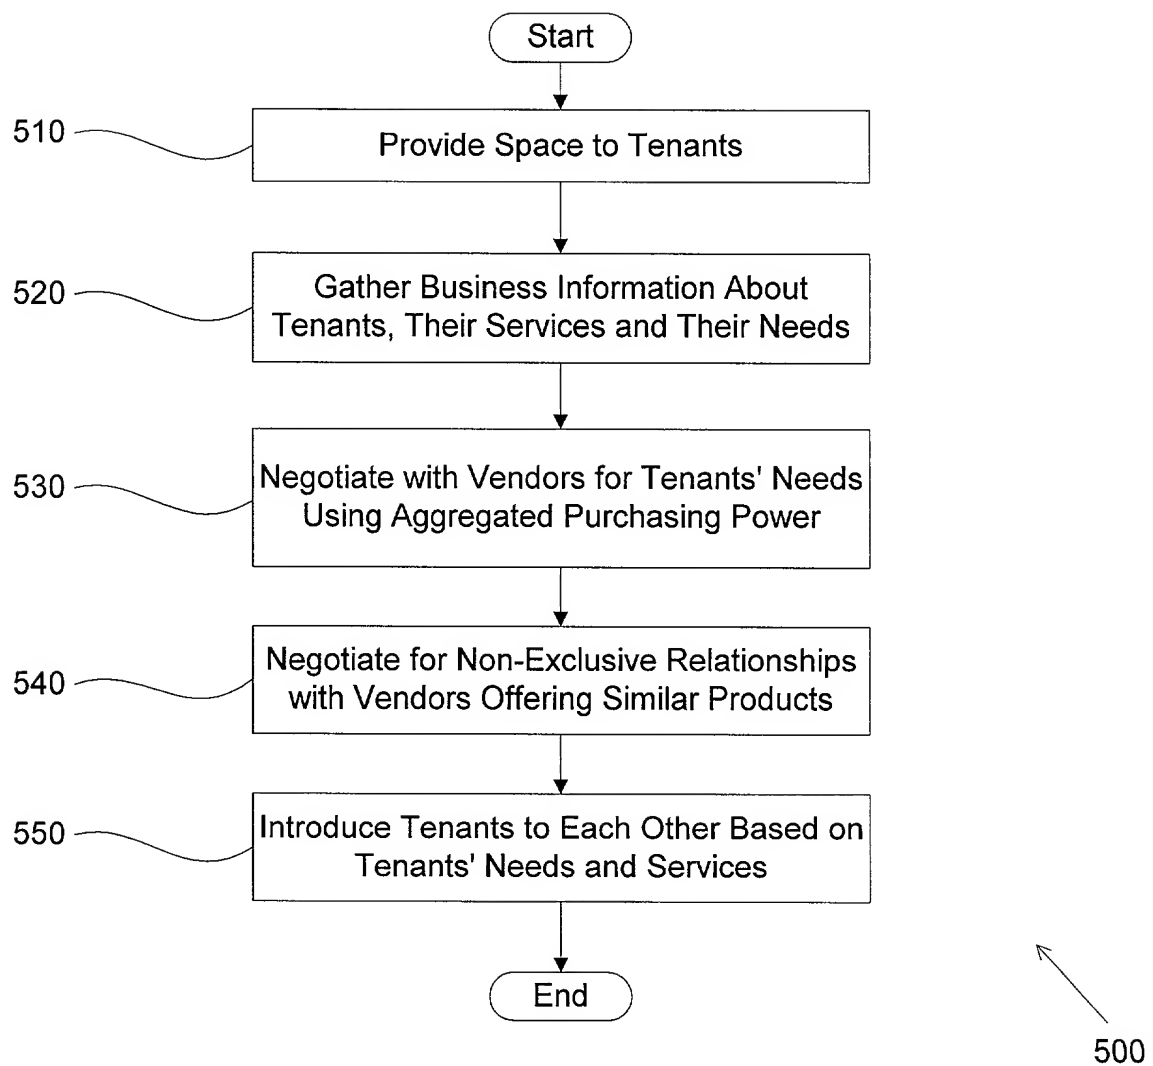 Start
510
Provide Space to Tenants
520
Gather Business Information About
Tenants, Their Services and Their Needs
530
Negotiate with Vendors for Tenants' Needs
Using Aggregated Purchasing Power
540
Negotiate for Non-Exclusive Relationships
with Vendors Offering Similar Products
550
Introduce Tenants to Each Other Based on
Tenants' Needs and Services
End
500